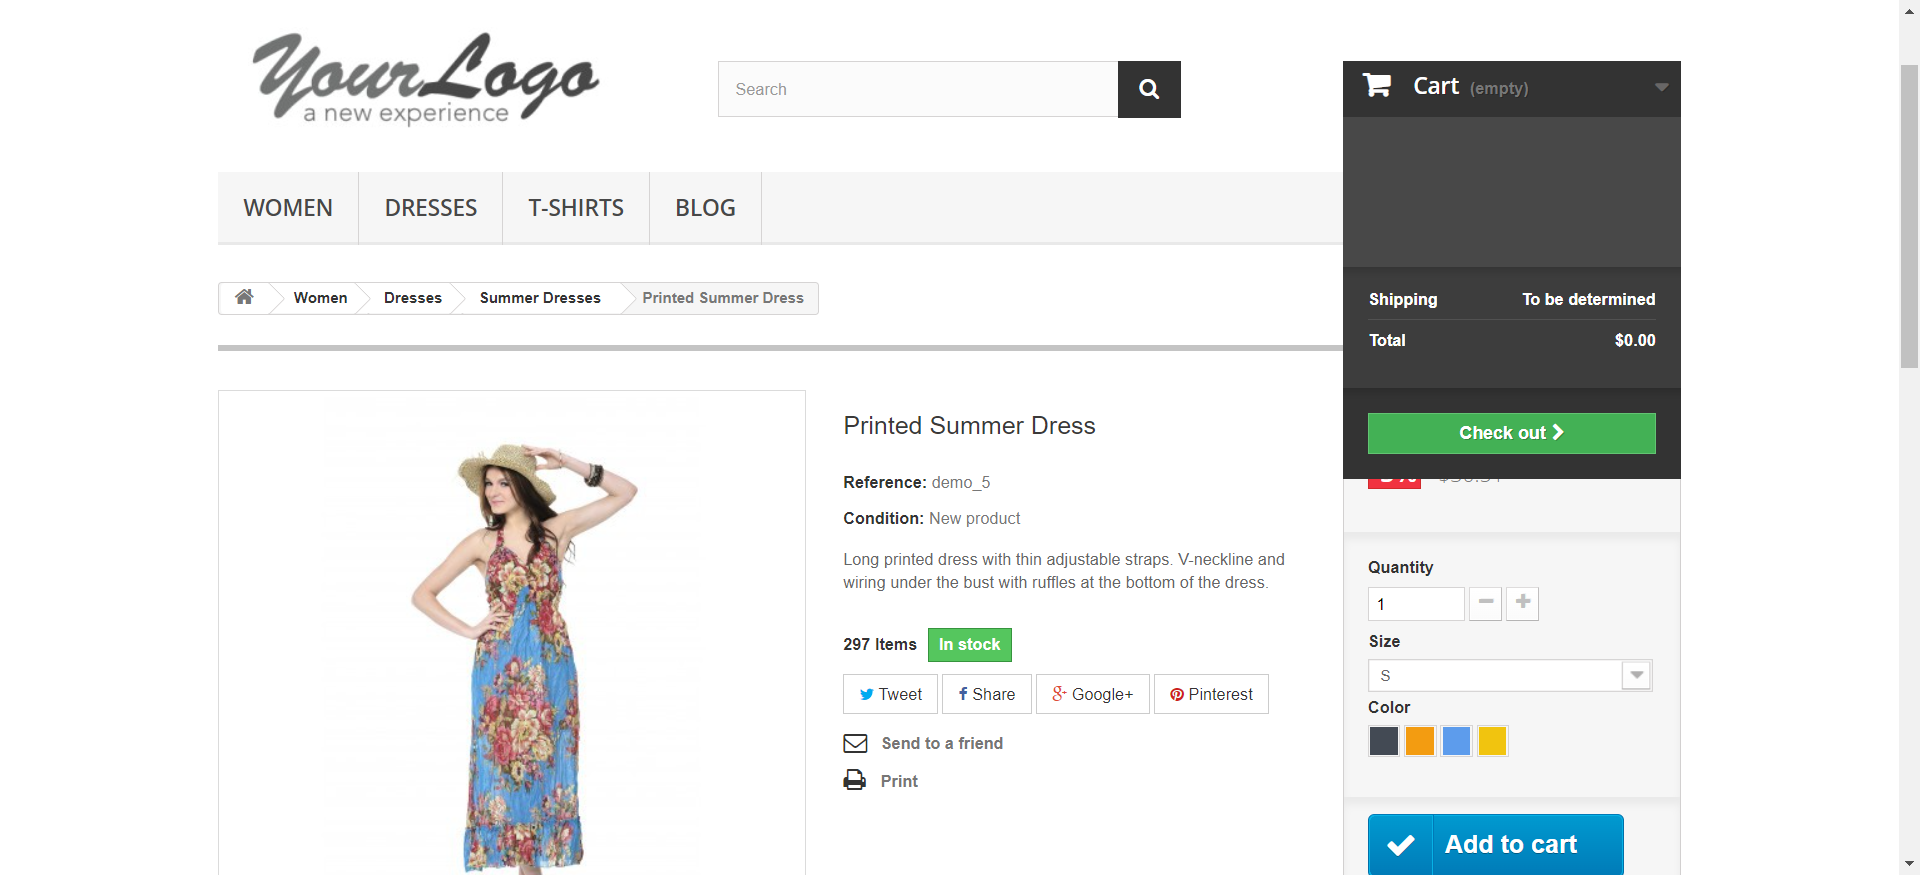 YourLogo
a new experience
Search
Cart (empty)
WOMEN DRESSES T-SHIRTS BLOG
Women Dresses Summer Dresses Printed Summer Dress
Shipping To be determined
Total $0.00
Check out
Printed Summer Dress
Reference: demo_5
Condition: New product
Long printed dress with thin adjustable straps. V-neckline and
wiring under the bust with ruffles at the bottom of the dress.
297 Items In stock
Tweet Share Google+ Pinterest
Send to a friend
Print
Quantity
1
Size
S
Color
Add to cart